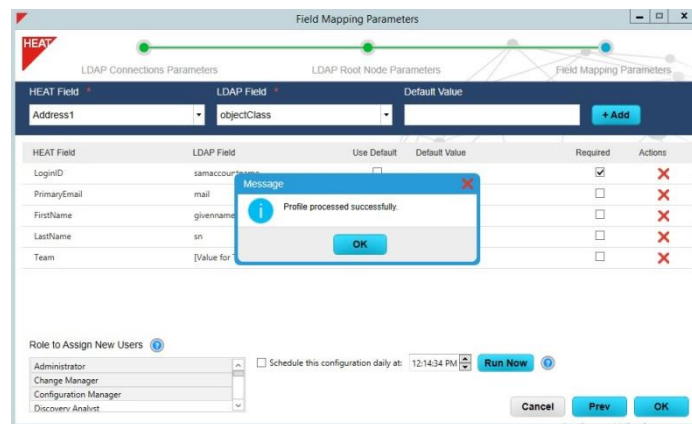 Field Mapping Parameters
HEAT
LDAP Connections Parameters LDAP Root Node Parameters Field Mapping Parameters
HEAT Field * LDAP Field * Default Value
Address1 objectClass + Add
HEAT Field LDAP Field Use Default Default Value Required Actions
LoginID samaccountname
PrimaryEmail mail
FirstName givenname
LastName sn
Team [Value for
Message
Profile processed successfully.
OK
Role to Assign New Users
Administrator
Change Manager
Configuration Manager
Discovery Analyst
Schedule this configuration daily at: 12:14:34 PM Run Now
Cancel Prev OK